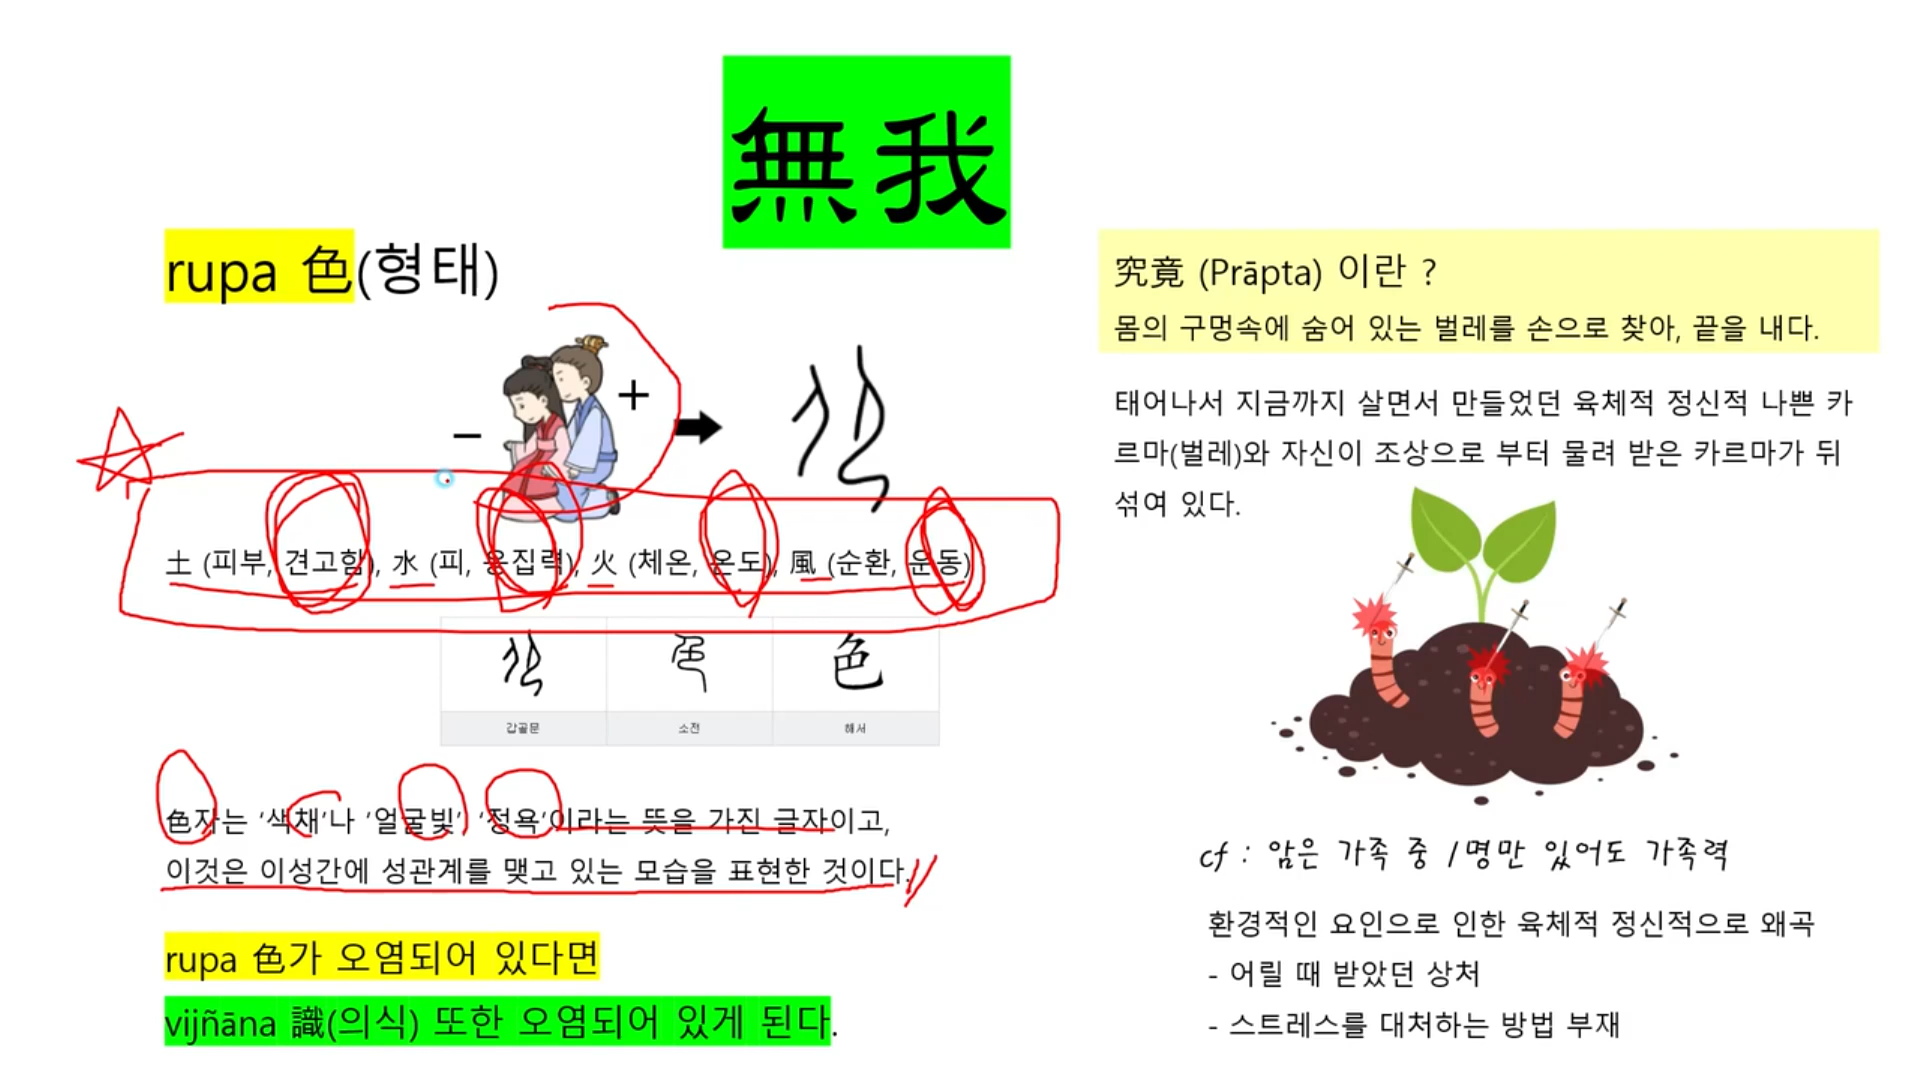 無我
rupa 色(형태)
- +
土 (피부, 견고함), 水 (피, 응집력), 火 (체온, 온도), 風 (순환, 운동)
色
갑골문 소전 해서
色자는 ‘색채’나 ‘얼굴빛’, ‘정욕’이라는 뜻을 가진 글자이고,
이것은 이성간에 성관계를 맺고 있는 모습을 표현한 것이다.
rupa 色가 오염되어 있다면
vijñāna 識(의식) 또한 오염되어 있게 된다.
究竟 (Prāpta) 이란 ?
몸의 구멍속에 숨어 있는 벌레를 손으로 찾아, 끝을 내다.
태어나서 지금까지 살면서 만들었던 육체적 정신적 나쁜 카
르마(벌레)와 자신이 조상으로 부터 물려 받은 카르마가 뒤
섞여 있다.
cf : 암은 가족 중 1명만 있어도 가족력
환경적인 요인으로 인한 육체적 정신적으로 왜곡
- 어릴 때 받았던 상처
- 스트레스를 대처하는 방법 부재